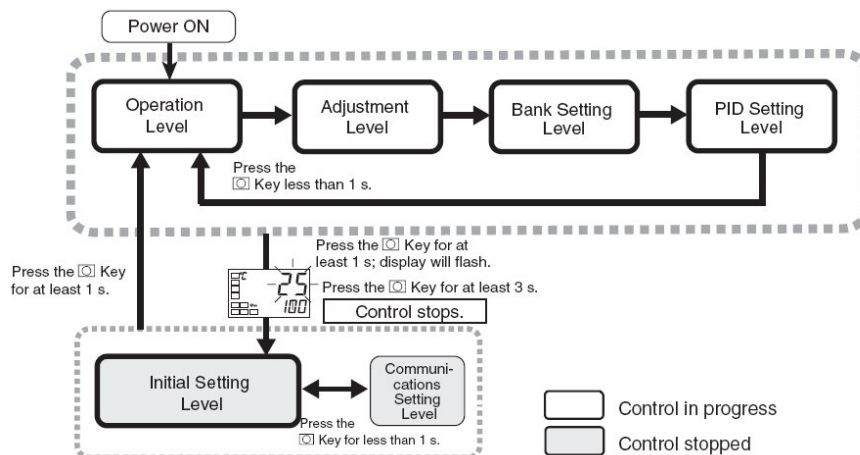 Power ON
Operation
Level
Adjustment
Level
Bank Setting
Level
PID Setting
Level
Press the
Key less than 1 s.
Press the Key
for at least 1 s.
Press the Key for at
least 1 s; display will flash.
°C
25
100
Press the Key for at least 3 s.
Control stops.
Initial Setting
Level
Communi-
cations
Setting
Level
Press the
Key for less than 1 s.
Control in progress
Control stopped